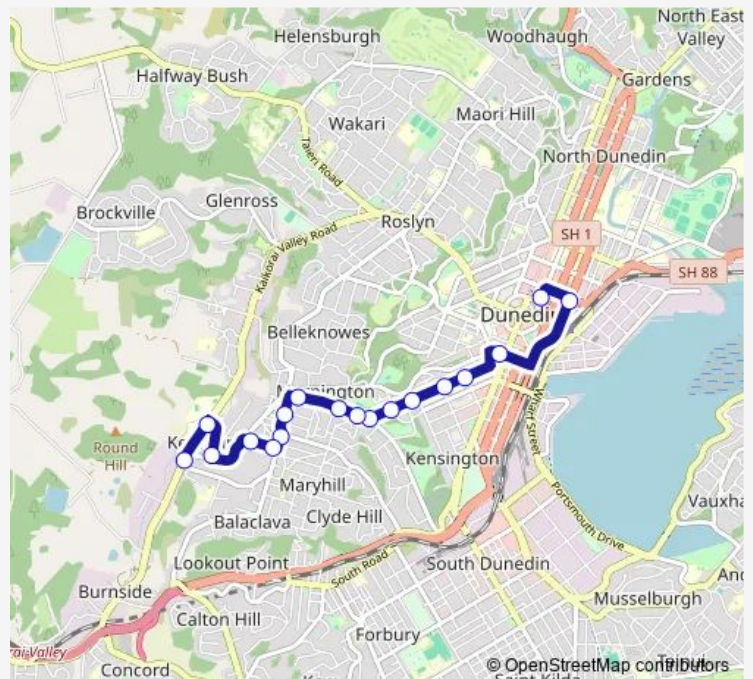 North East
Valley
Helensburgh
Woodhaugh
Halfway Bush
Gardens
Maori Hill
Wakari
Taieri Road
North Dunedin
Glenross
Brockville
Roslyn
SH 1
Kaikorai Valley Road
SH 88
Belleknowes
Wharf street
Round
Hill
Kensington
Maryhill
Portsmouth Drive
Balaclava
Clyde Hill
Lookout Point
South Road
South Dunedin
Burnside
Musselburgh
Calton Hill
Forbury
Concord
© OpenStreetMap contributors